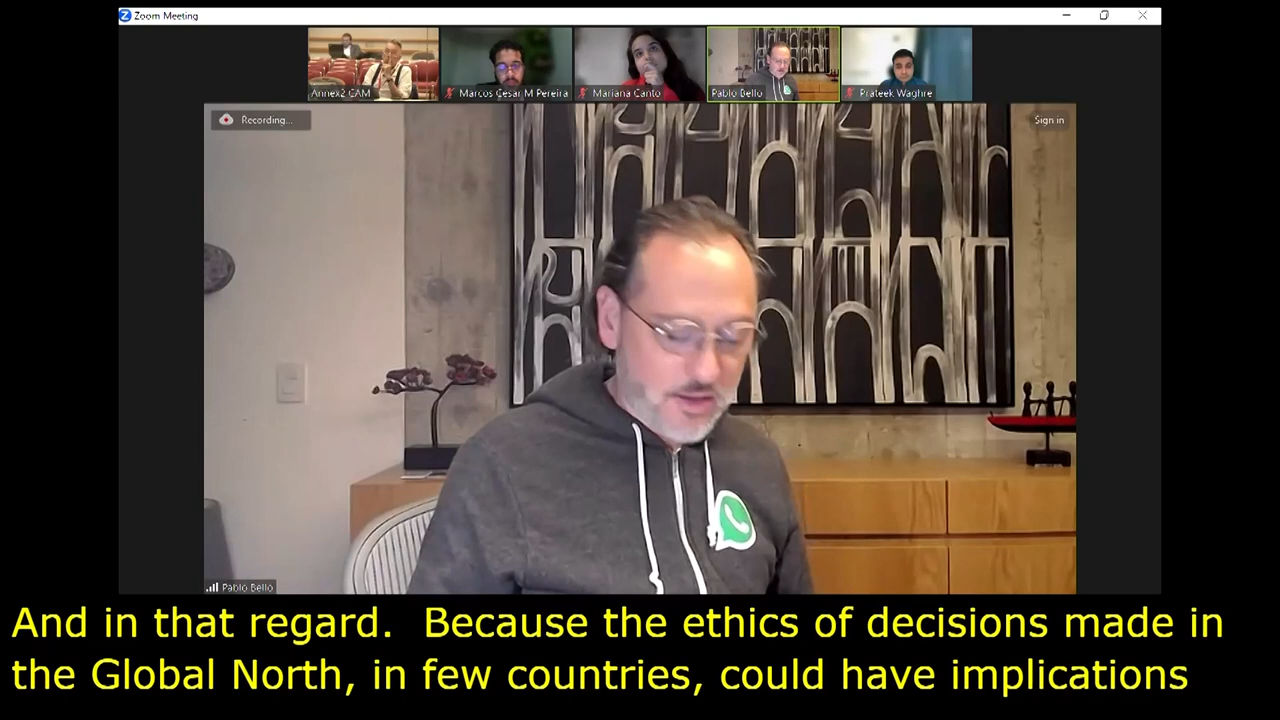 Zoom Meeting
Annex2 CAM
Marcos Cesar M Pereira
Mariana Canto
Pablo Bello
Prateek Waghre
Recording...
Sign in
Pablo Bello
And in that regard.  Because the ethics of decisions made in
the Global North, in few countries, could have implications